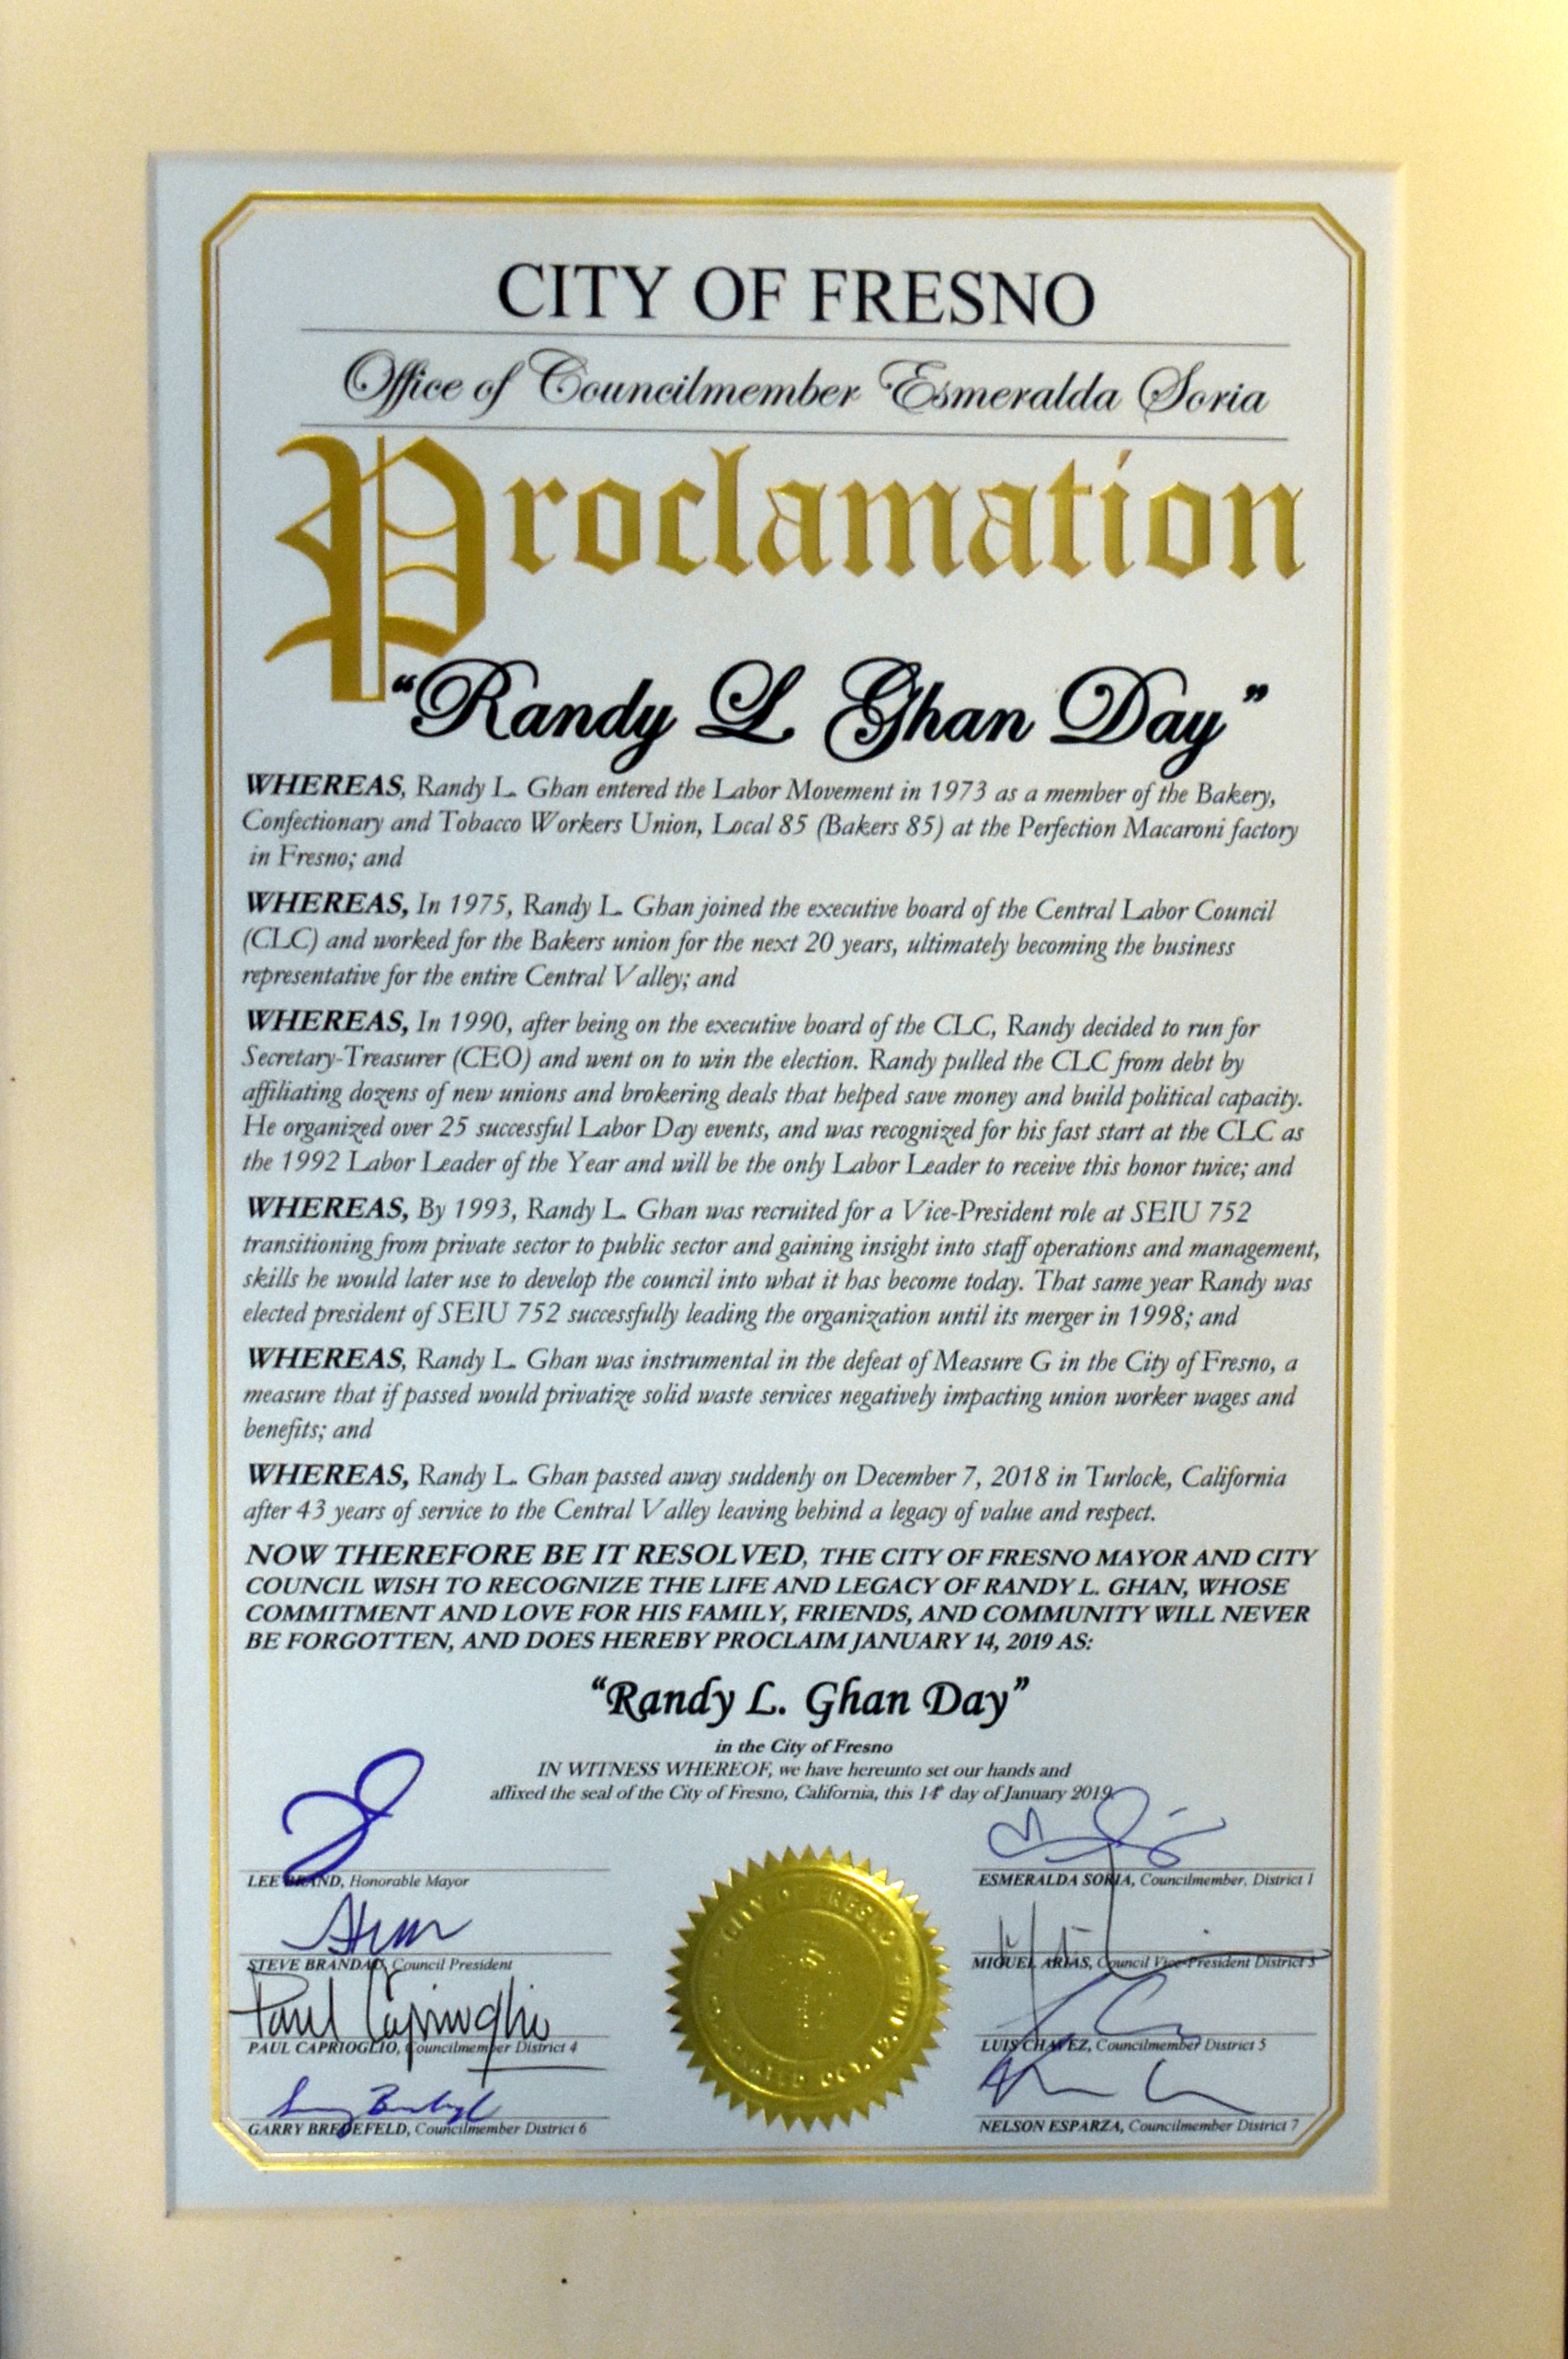 CITY OF FRESNO
Office of Councilmember Esmeralda Soria
Proclamation
"Randy L Ghan Day"
WHEREAS, Randy L. Ghan entered the Labor Movement in 1973 as a member of the Bakery,
Confectionary and Tobacco Workers Union, Local 85 (Bakers 85) at the Perfection Macaroni factory
in Fresno; and
WHEREAS, In 1975, Randy L. Ghan joined the executive board of the Central Labor Council
(CLC) and worked for the Bakers union for the next 20 years, ultimately becoming the business
representative for the entire Central Valley; and
WHEREAS, In 1990, after being on the executive board of the CLC, Randy decided to run for
Secretary-Treasurer (CEO) and went on to win the election. Randy pulled the CLC from debt by
affiliating dozens of new unions and brokering deals that helped save money and build political capacity.
He organized over 25 successful Labor Day events, and was recognized for his fast start at the CLC as
the 1992 Labor Leader of the Year and will be the only Labor Leader to receive this honor twice; and
WHEREAS, By 1993, Randy L. Ghan was recruited for a Vice-President role at SEIU 752
transitioning from private sector to public sector and gaining insight into staff operations and management,
skills he would later use to develop the council into what it has become today. That same year Randy was
elected president of SEIU 752 successfully leading the organization until its merger in 1998; and
WHEREAS, Randy L. Ghan was instrumental in the defeat of Measure G in the City of Fresno, a
measure that if passed would privatize solid waste services negatively impacting union worker wages and
benefits; and
WHEREAS, Randy L. Ghan passed away suddenly on December 7, 2018 in Turlock, California
after 43 years of service to the Central Valley leaving behind a legacy of value and respect.
NOW THEREFORE BE IT RESOLVED, THE CITY OF FRESNO MAYOR AND CITY
COUNCIL WISH TO RECOGNIZE THE LIFE AND LEGACY OF RANDY L. GHAN, WHOSE
COMMITMENT AND LOVE FOR HIS FAMILY, FRIENDS, AND COMMUNITY WILL NEVER
BE FORGOTTEN, AND DOES HEREBY PROCLAIM JANUARY 14, 2019 AS:
"Randy L. Ghan Day"
in the City of Fresno
IN WITNESS WHEREOF, we have hereunto set our hands and
affixed the seal of the City of Fresno, California, this 14th day of January 2019.
LEE BRAND, Honorable Mayor
ESMERALDA SORIA, Councilmember, District 1
STEVE BRANDAU, Council President
MIGUEL ARIAS, Council Vice-President District 3
Paul Caprioglio
PAUL CAPRIOGLIO, Councilmember District 4
LUIS CHAVEZ, Councilmember District 5
GARRY BREDEFELD, Councilmember District 6
NELSON ESPARZA, Councilmember District 7
CITY OF FRESNO
OCT. 12, 1885